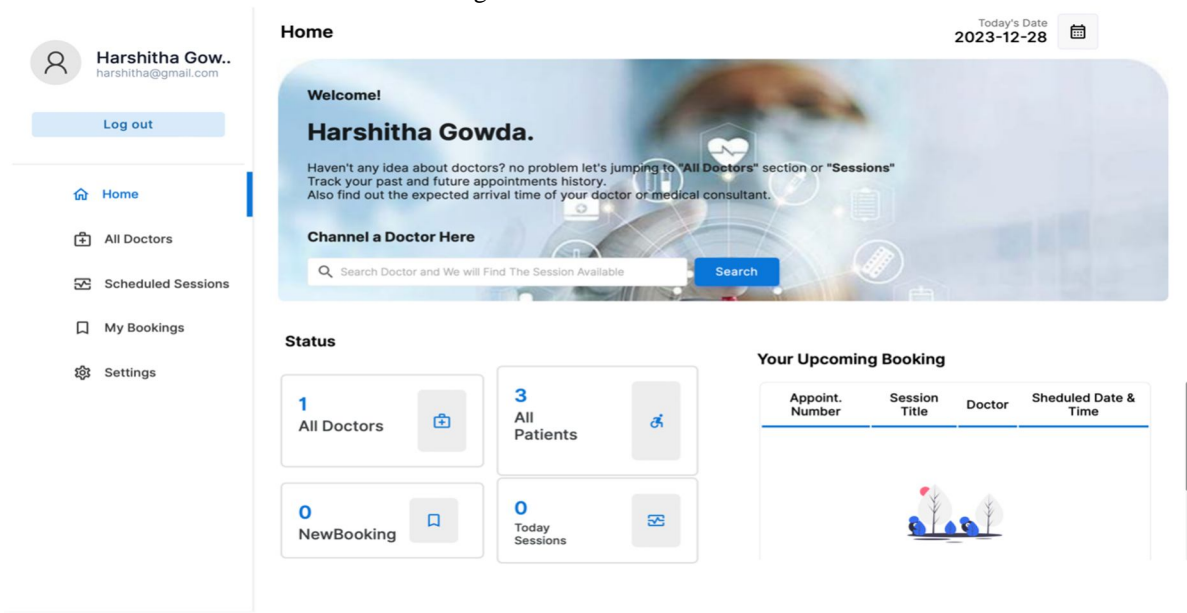 Harshitha Gow..
harshitha@gmail.com
Log out
Home
All Doctors
Scheduled Sessions
My Bookings
Settings
Home
Today's Date
2023-12-28
Welcome!
Harshitha Gowda.
Haven't any idea about doctors? no problem let's jumping to "All Doctors" section or "Sessions"
Track your past and future appointments history.
Also find out the expected arrival time of your doctor or medical consultant.
Channel a Doctor Here
Search Doctor and We will Find The Session Available
Search
Status
1
All Doctors
3
All
Patients
0
NewBooking
0
Today
Sessions
Your Upcoming Booking
Appoint.
Number
Session
Title
Doctor
Sheduled Date &
Time